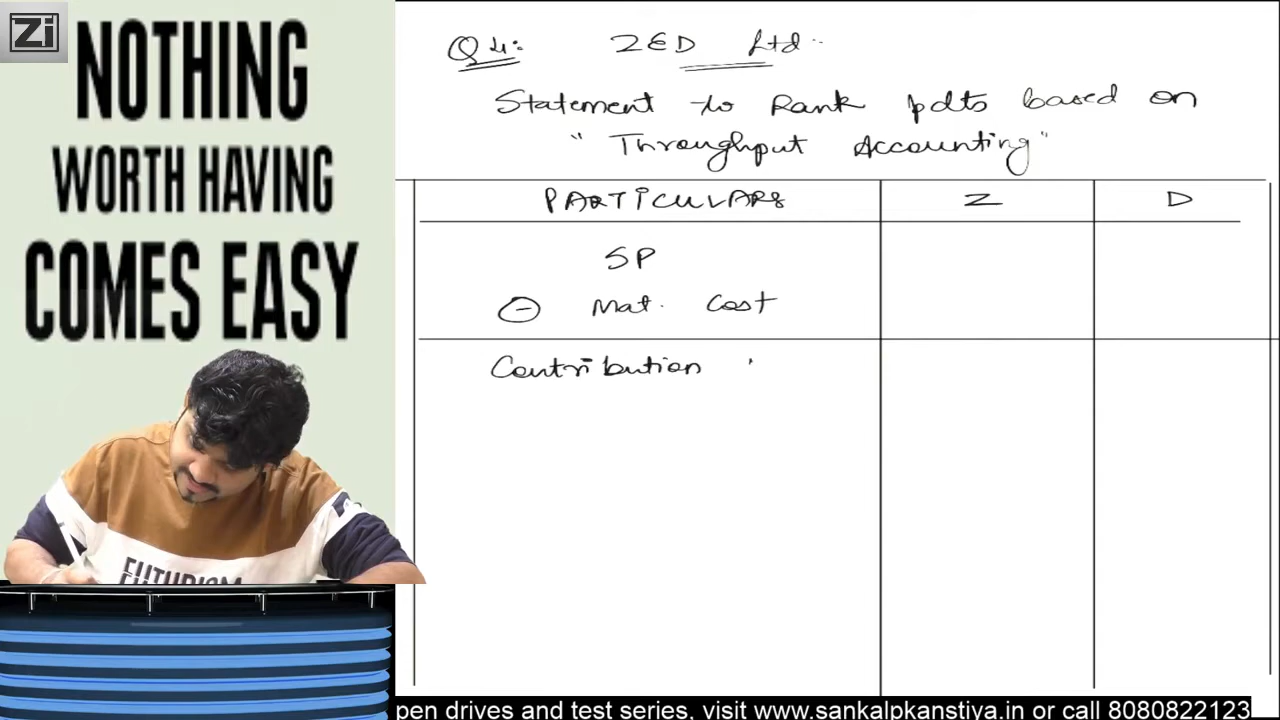 Zi
NOTHING
WORTH HAVING
COMES EASY
FUTURISM
Q4: ZED Ltd.
Statement to Rank pdts based on
"Throughput Accounting"
PARTICULARS Z D
SP
⊖ Mat. Cost
Contribution
pen drives and test series, visit www.sankalpkanstiya.in or call 8080822123